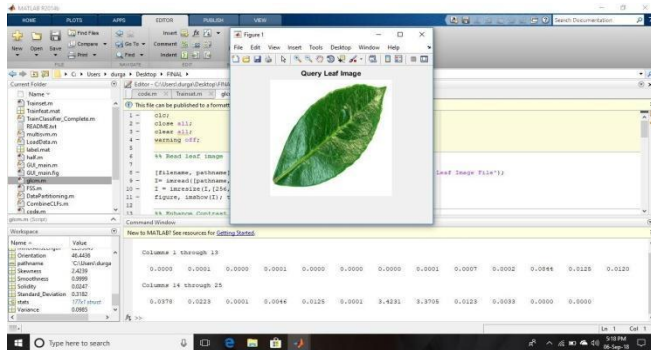 MATLAB R2016b
HOME PLOTS APPS EDITOR PUBLISH VIEW
Search Documentation
New Open Save Find Files Compare Print Go To Find Insert Comment Indent
FILE
Current Folder
Name
Trainset.m
Trainfeat.mat
TrainClassifier_Complete.m
README.txt
multisvm.m
LoadData.m
label.mat
half.m
GUI_main.m
GUI_main.fig
glcm.m
FSS.m
DataPartitioning.m
CombineCLFs.m
code.m
glcm.m (Script)
Workspace
Name Value
Orientation 46.4436
pathname 'C:\Users\durga
Skewness 2.4239
Smoothness 0.9999
Solidity 0.0247
Standard_Deviation 0.3182
stats 177x1 struct
Variance 0.0985
C: Users durga Desktop FINAL
Editor - C:\Users\durga\Desktop\FINAL
code.m Trainset.m
This file can be published to a formatt
1 clc;
2 close all;
3 clear all;
4 warning off;
5
6 %% Read leaf image
7
8 [filename, pathname]
Leaf Image File');
9 I= imread([pathname,
10 I = imresize(I,[256,
11 figure, imshow(I);
12
13 %% Enhance Contrast
Figure 1
File Edit View Insert Tools Desktop Window Help
Query Leaf Image
Command Window
New to MATLAB? See resources for Getting Started.
Columns 1 through 13
0.0000 0.0001 0.0000 0.0001 0.0000 0.0000 0.0000 0.0001 0.0007 0.0002 0.0844 0.0128 0.0120
Columns 14 through 25
0.0378 0.0223 0.0001 0.0046 0.0125 0.0001 3.4231 3.3705 0.0123 0.0033 0.0000 0.0000
fx >>
Ln 1 Col 1
Type here to search
5:18 PM
06-Sep-18